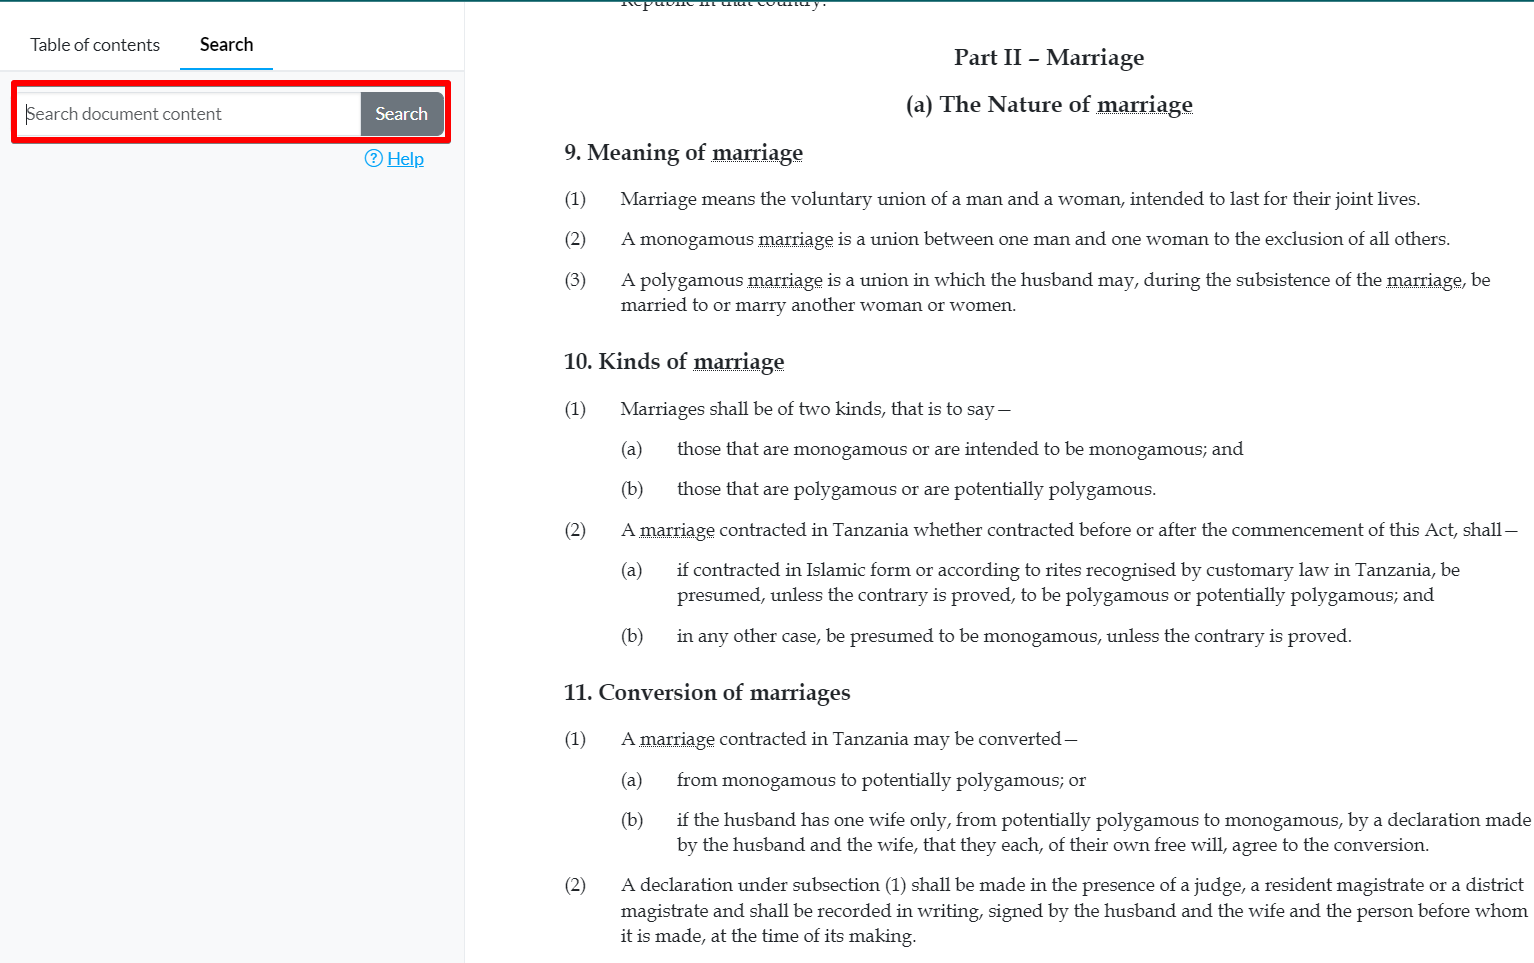 Republic in that country.
Table of contents
Search
Search document content
Search
Help
Part II – Marriage
(a) The Nature of marriage
9. Meaning of marriage
(1) Marriage means the voluntary union of a man and a woman, intended to last for their joint lives.
(2) A monogamous marriage is a union between one man and one woman to the exclusion of all others.
(3) A polygamous marriage is a union in which the husband may, during the subsistence of the marriage, be
married to or marry another woman or women.
10. Kinds of marriage
(1) Marriages shall be of two kinds, that is to say—
(a) those that are monogamous or are intended to be monogamous; and
(b) those that are polygamous or are potentially polygamous.
(2) A marriage contracted in Tanzania whether contracted before or after the commencement of this Act, shall—
(a) if contracted in Islamic form or according to rites recognised by customary law in Tanzania, be
presumed, unless the contrary is proved, to be polygamous or potentially polygamous; and
(b) in any other case, be presumed to be monogamous, unless the contrary is proved.
11. Conversion of marriages
(1) A marriage contracted in Tanzania may be converted—
(a) from monogamous to potentially polygamous; or
(b) if the husband has one wife only, from potentially polygamous to monogamous, by a declaration made
by the husband and the wife, that they each, of their own free will, agree to the conversion.
(2) A declaration under subsection (1) shall be made in the presence of a judge, a resident magistrate or a district
magistrate and shall be recorded in writing, signed by the husband and the wife and the person before whom
it is made, at the time of its making.